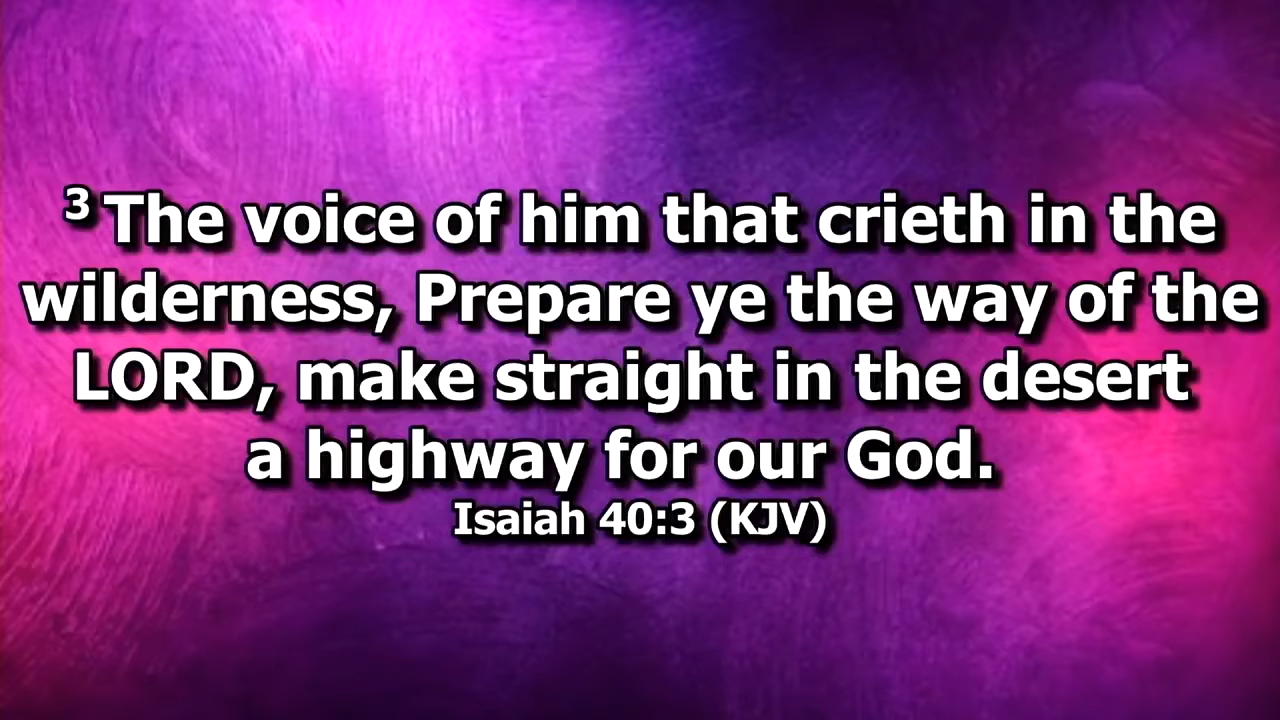 3 The voice of him that crieth in the
wilderness, Prepare ye the way of the
LORD, make straight in the desert
a highway for our God.
Isaiah 40:3 (KJV)